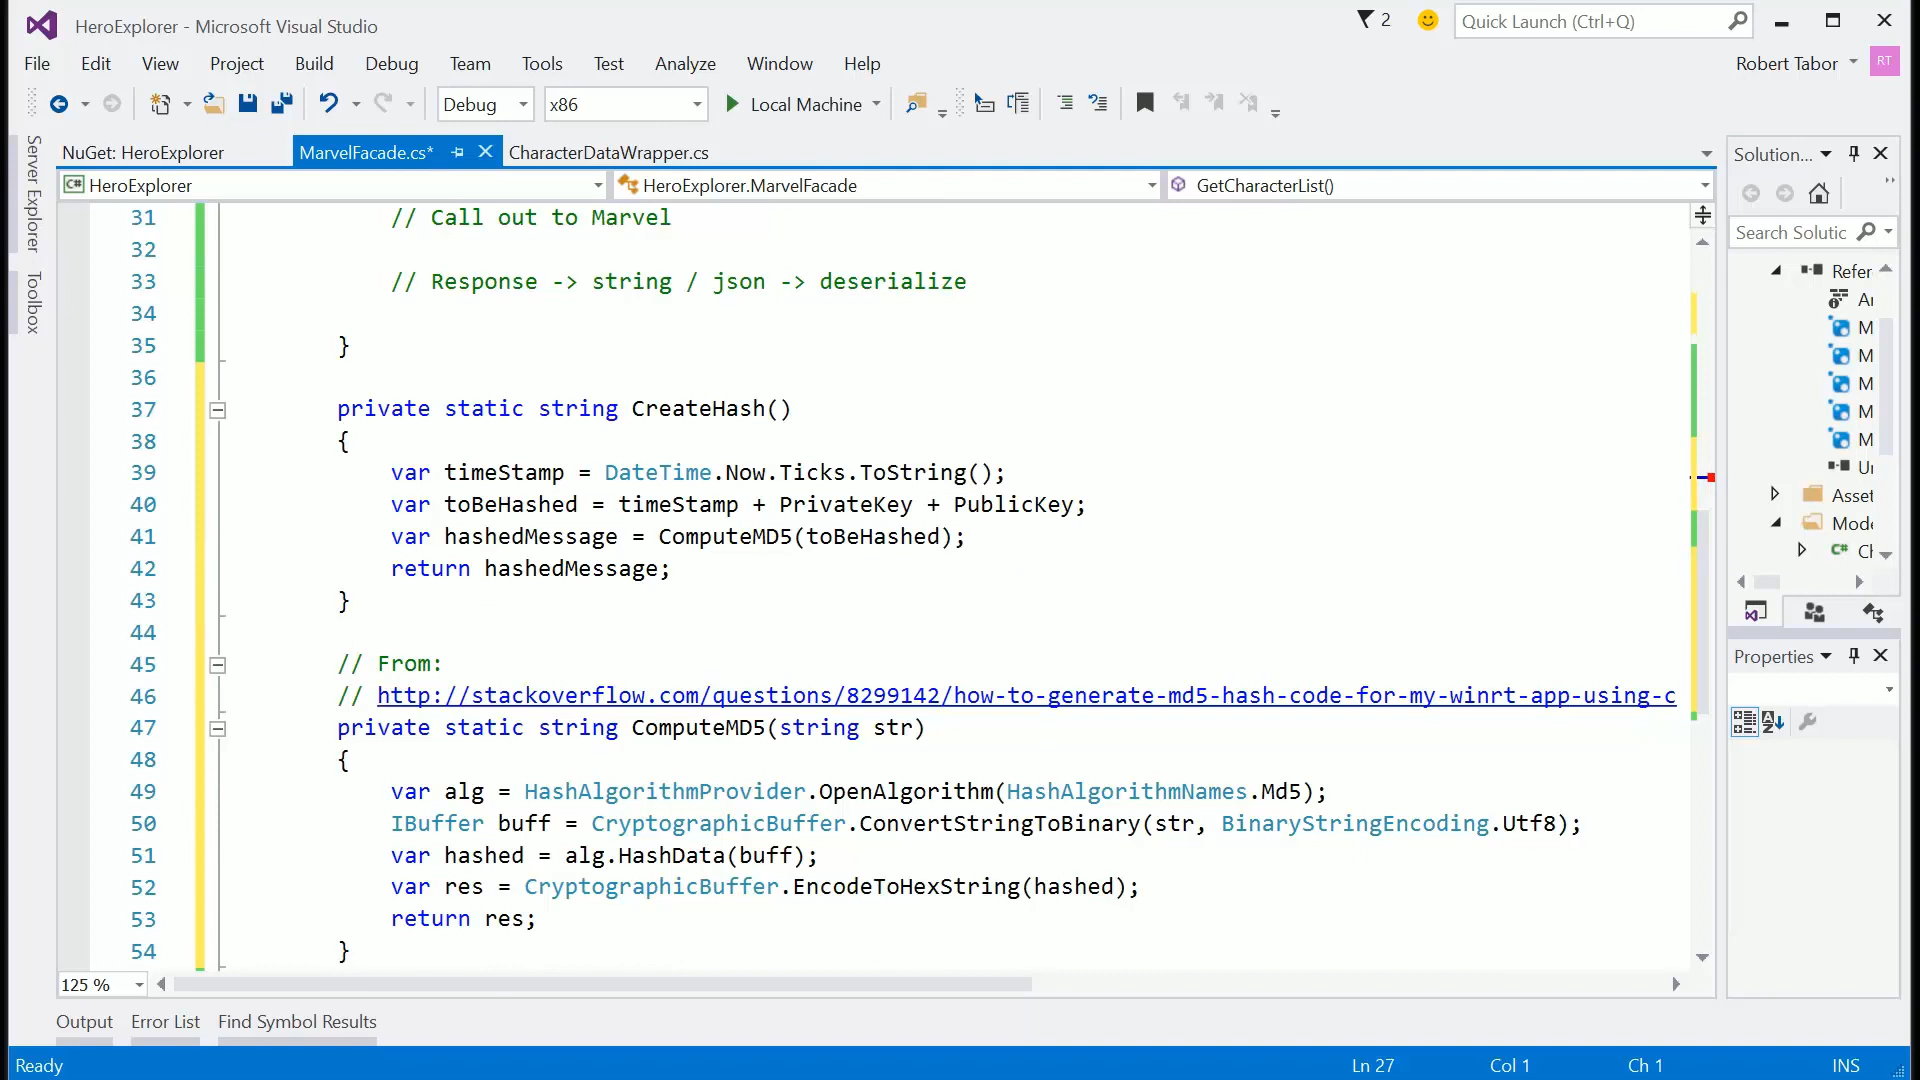 HeroExplorer - Microsoft Visual Studio
2
Quick Launch (Ctrl+Q)
File Edit View Project Build Debug Team Tools Test Analyze Window Help
Robert Tabor
RT
Debug
x86
Local Machine
Server Explorer
Toolbox
NuGet: HeroExplorer
MarvelFacade.cs*
CharacterDataWrapper.cs
C# HeroExplorer
HeroExplorer.MarvelFacade
GetCharacterList()
31 // Call out to Marvel
32
33 // Response -> string / json -> deserialize
34
35 }
36
37 private static string CreateHash()
38 {
39 var timeStamp = DateTime.Now.Ticks.ToString();
40 var toBeHashed = timeStamp + PrivateKey + PublicKey;
41 var hashedMessage = ComputeMD5(toBeHashed);
42 return hashedMessage;
43 }
44
45 // From:
46 // http://stackoverflow.com/questions/8299142/how-to-generate-md5-hash-code-for-my-winrt-app-using-c
47 private static string ComputeMD5(string str)
48 {
49 var alg = HashAlgorithmProvider.OpenAlgorithm(HashAlgorithmNames.Md5);
50 IBuffer buff = CryptographicBuffer.ConvertStringToBinary(str, BinaryStringEncoding.Utf8);
51 var hashed = alg.HashData(buff);
52 var res = CryptographicBuffer.EncodeToHexString(hashed);
53 return res;
54 }
125 %
Solution...
Search Solutic
Refer
M
M
M
M
M
Asset
Mode
C#
Properties
Output Error List Find Symbol Results
Ready
Ln 27
Col 1
Ch 1
INS